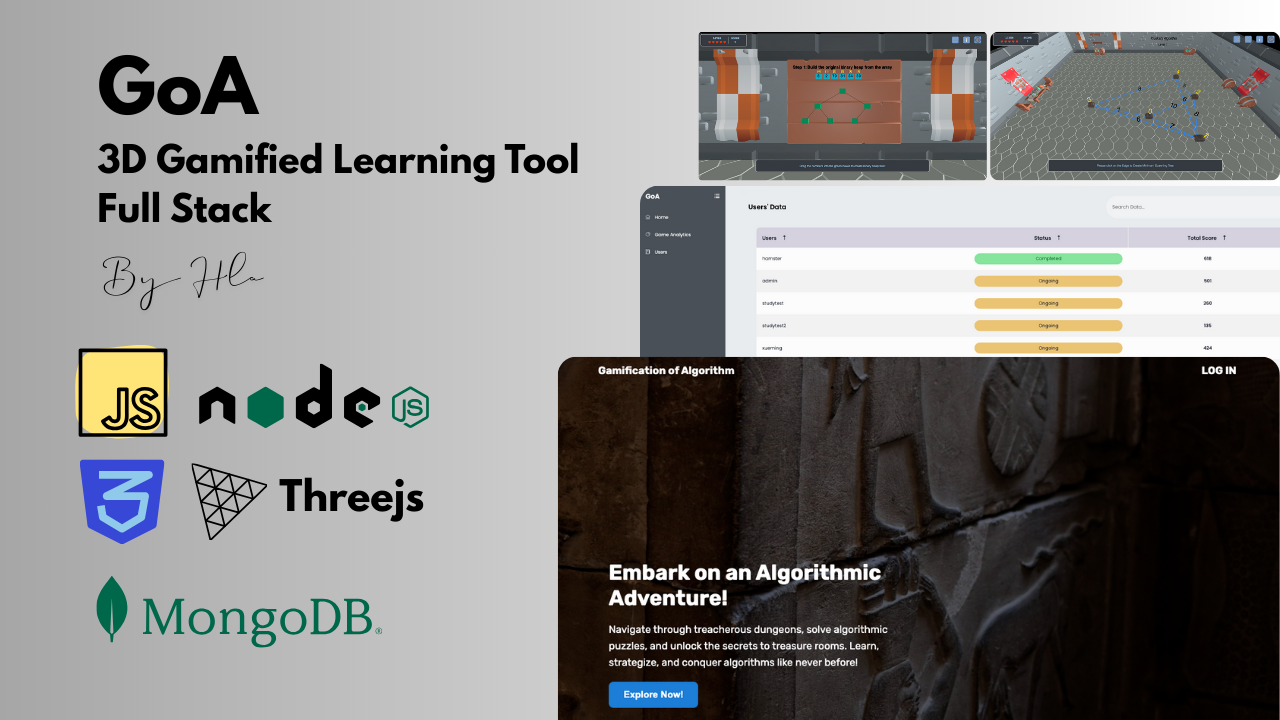 GoA
3D Gamified Learning Tool
Full Stack
By Hla
JS
node
JS
3
Threejs
MongoDB®
Step 1: Build the original binary heap from the array
GoA
Home
Game Analytics
Users
Users' Data
Search Data...
Users ↑ Status ↑ Total Score ↑
hamster Completed 618
admin Ongoing 561
studytest Ongoing
studytest2 Ongoing 135
xueming Ongoing 424
Gamification of Algorithm
LOG IN
Embark on an Algorithmic
Adventure!
Navigate through treacherous dungeons, solve algorithmic
puzzles, and unlock the secrets to treasure rooms. Learn,
strategize, and conquer algorithms like never before!
Explore Now!